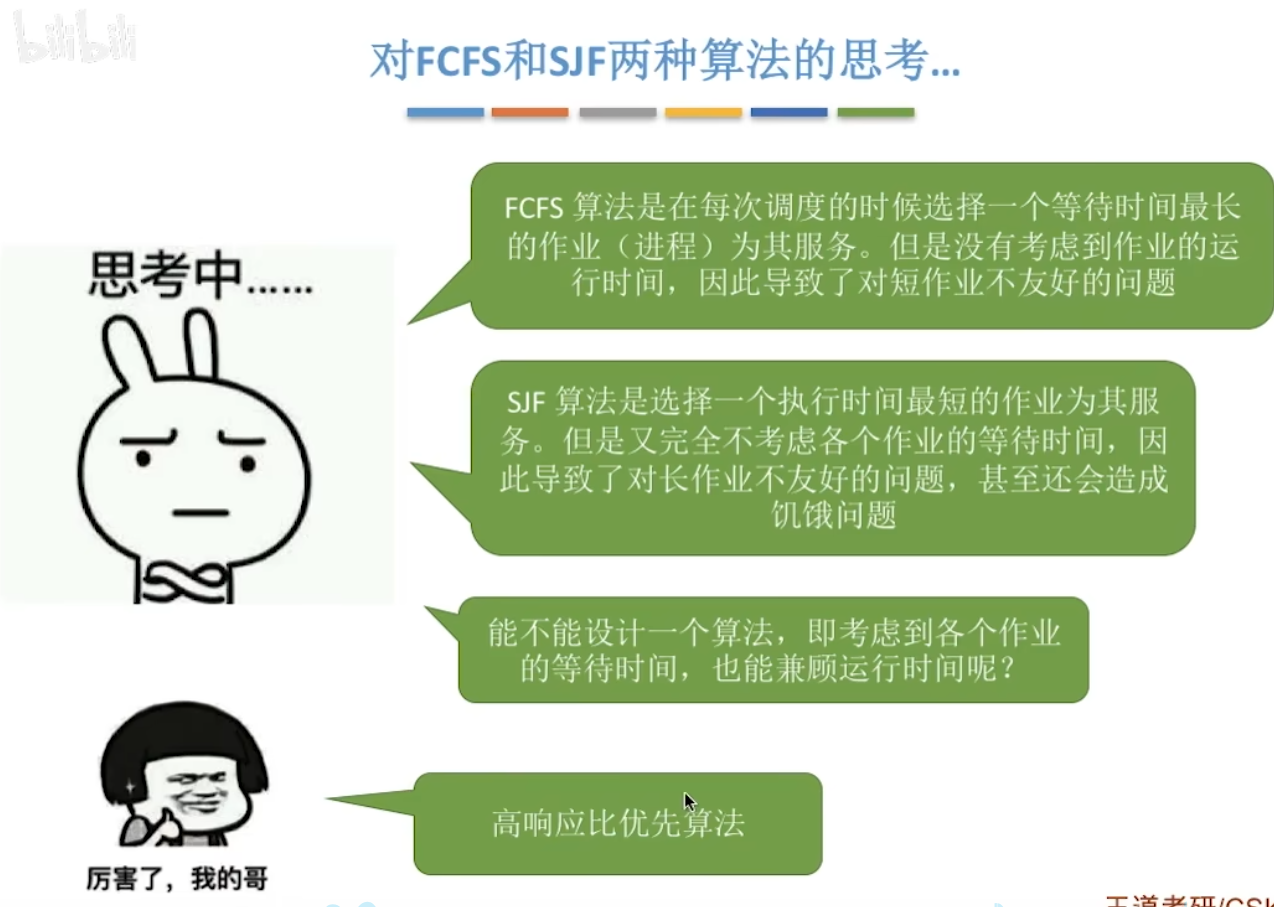 bilibili
对FCFS和SJF两种算法的思考...
FCFS 算法是在每次调度的时候选择一个等待时间最长
的作业（进程）为其服务。但是没有考虑到作业的运
行时间，因此导致了对短作业不友好的问题
思考中......
SJF 算法是选择一个执行时间最短的作业为其服
务。但是又完全不考虑各个作业的等待时间，因
此导致了对长作业不友好的问题，甚至还会造成
饥饿问题
能不能设计一个算法，即考虑到各个作业
的等待时间，也能兼顾运行时间呢？
高响应比优先算法
厉害了，我的哥
王道考研/CSK